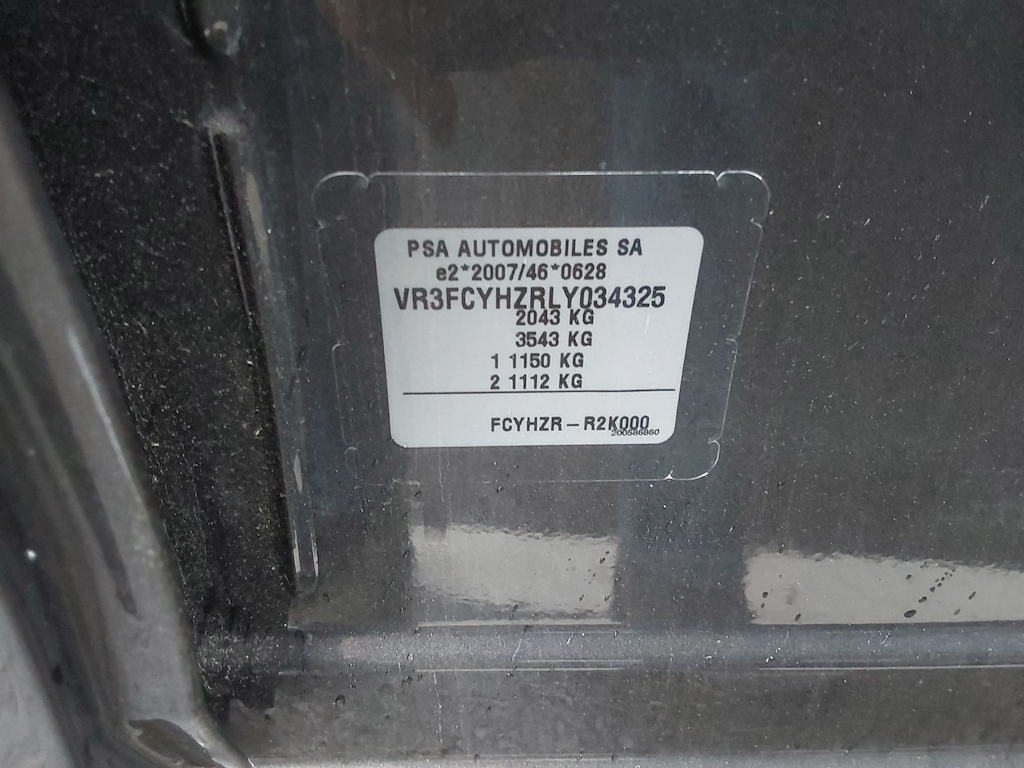 PSA AUTOMOBILES SA
e2*2007/46*0628
VR3FCYHZRLY034325
2043 KG
3543 KG
1 1150 KG
2 1112 KG
FCYHZR – R2K000
200586860